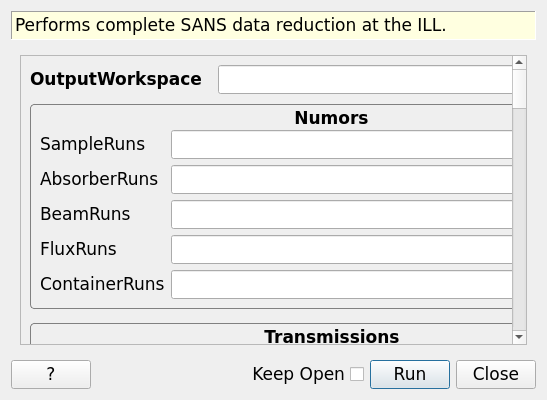 Performs complete SANS data reduction at the ILL.
OutputWorkspace
Numors
SampleRuns
AbsorberRuns
BeamRuns
FluxRuns
ContainerRuns
Transmissions
? Keep Open Run Close